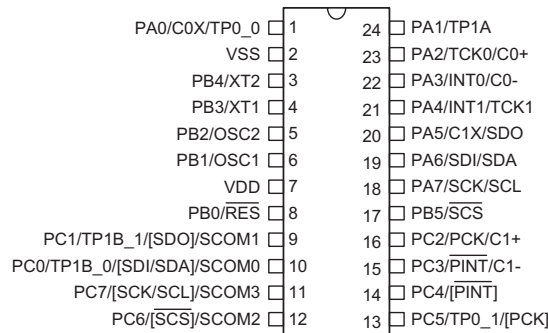 PA0/C0X/TP0_0 1 24 PA1/TP1A
VSS 2 23 PA2/TCK0/C0+
PB4/XT2 3 22 PA3/INT0/C0-
PB3/XT1 4 21 PA4/INT1/TCK1
PB2/OSC2 5 20 PA5/C1X/SDO
PB1/OSC1 6 19 PA6/SDI/SDA
VDD 7 18 PA7/SCK/SCL
PB0/RES 8 17 PB5/SCS
PC1/TP1B_1/[SDO]/SCOM1 9 16 PC2/PCK/C1+
PC0/TP1B_0/[SDI/SDA]/SCOM0 10 15 PC3/PINT/C1-
PC7/[SCK/SCL]/SCOM3 11 14 PC4/[PINT]
PC6/[SCS]/SCOM2 12 13 PC5/TP0_1/[PCK]